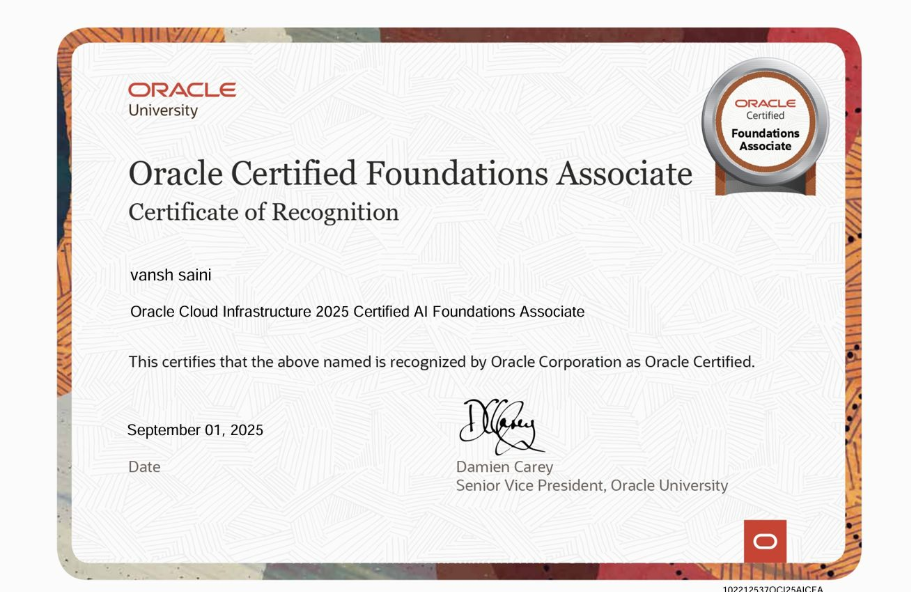 ORACLE
University
ORACLE
Certified
Foundations
Associate
Oracle Certified Foundations Associate
Certificate of Recognition
vansh saini
Oracle Cloud Infrastructure 2025 Certified AI Foundations Associate
This certifies that the above named is recognized by Oracle Corporation as Oracle Certified.
DCarey
September 01, 2025
Date
Damien Carey
Senior Vice President, Oracle University
102212537OCI25AICFA